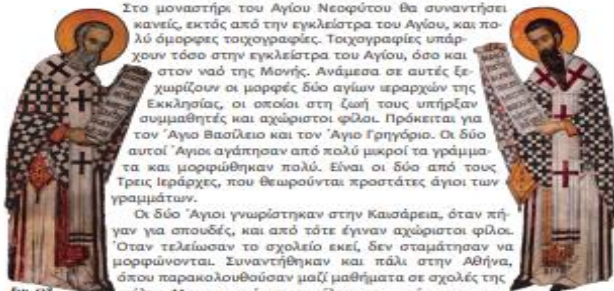 Στο μοναστήρι του Αγίου Νεοφύτου θα συναντήσει
κανείς, εκτός από την εγκλείστρα του Αγίου, και πο-
λύ όμορφες τοιχογραφίες. Τοιχογραφίες υπάρ-
χουν τόσο στην εγκλείστρα του Αγίου, όσο και
στον ναό της Μονής. Ανάμεσα σε αυτές ξε-
χωρίζουν οι μορφές δύο αγίων ιεραρχών της
Εκκλησίας, οι οποίοι στη ζωή τους υπήρξαν
συμμαθητές και αχώριστοι φίλοι. Πρόκειται για
τον Άγιο Βασίλειο και τον Άγιο Γρηγόριο. Οι δύο
αυτοί Άγιοι αγάπησαν από πολύ μικροί τα γράμμα-
τα και μορφώθηκαν πολύ. Είναι οι δύο από τους
Τρεις Ιεράρχες, που θεωρούνται προστάτες άγιοι των
γραμμάτων.
Οι δύο Άγιοι γνωρίστηκαν στην Καισάρεια, όταν πή-
γαν για σπουδές, και από τότε έγιναν αχώριστοι φίλοι.
Όταν τελείωσαν το σχολείο εκεί, δεν σταμάτησαν να
μορφώνονται. Συναντήθηκαν και πάλι στην Αθήνα,
όπου παρακολουθούσαν μαζί μαθήματα σε σχολές της